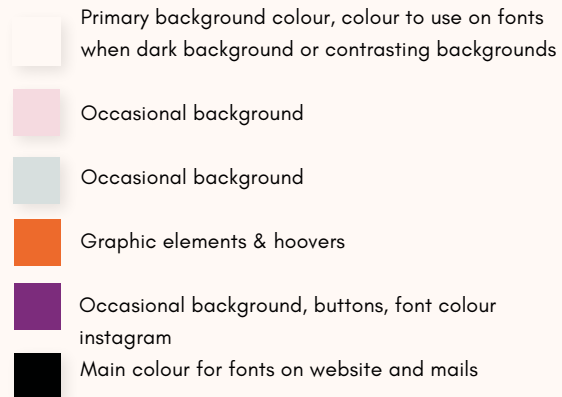 Primary background colour, colour to use on fonts
when dark background or contrasting backgrounds
Occasional background
Occasional background
Graphic elements & hoovers
Occasional background, buttons, font colour
instagram
Main colour for fonts on website and mails